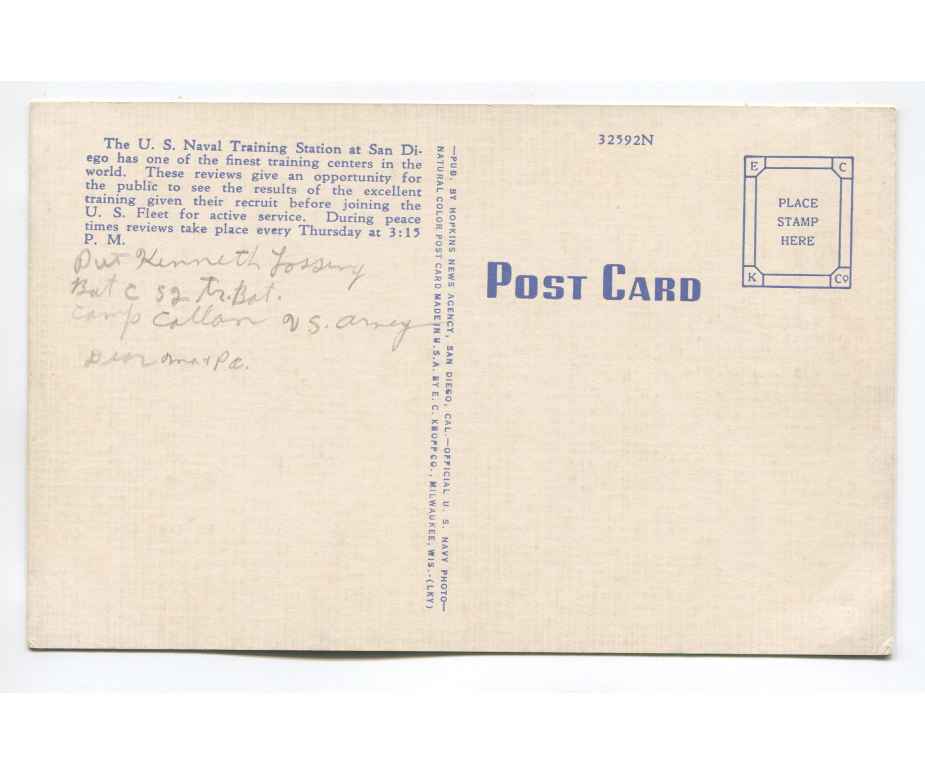 The U. S. Naval Training Station at San Di-
ego has one of the finest training centers in the
world. These reviews give an opportunity for
the public to see the results of the excellent
training given their recruit before joining the
U. S. Fleet for active service. During peace
times reviews take place every Thursday at 3:15
P. M.
Pvt Kenneth
Bat C 52 Tr. Bat.
Camp Callan U S. Army
Dear ma + Pa.
—PUB. BY HOPKINS NEWS AGENCY, SAN DIEGO, CAL.—OFFICIAL U. S. NAVY PHOTO—
NATURAL COLOR POST CARD MADE IN U.S.A. BY E. C. KROPP CO., MILWAUKEE, WIS.-(LKY)
32592N
POST CARD
E C
PLACE
STAMP
HERE
K Co